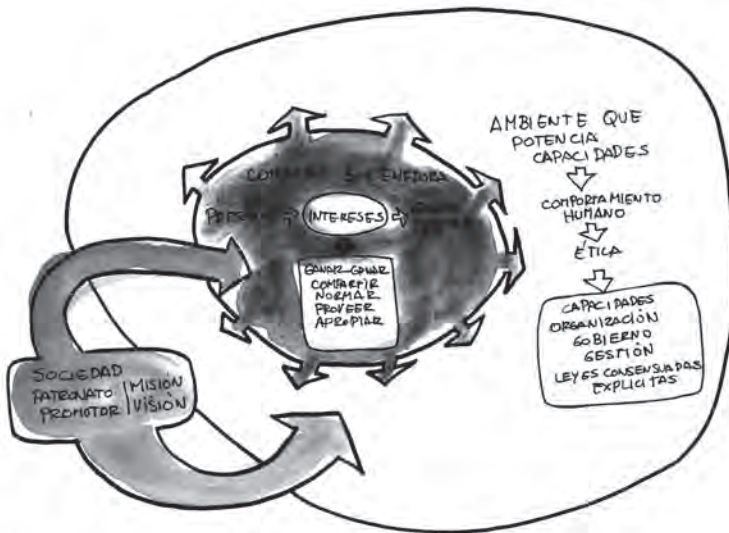 INTERESES
GANAR-GANAR
COMPARTIR
NORMAR
PROVEER
APROPIAR
AMBIENTE QUE
POTENCIA
CAPACIDADES
COMPORTAMIENTO
HUMANO
ÉTICA
CAPACIDADES
ORGANIZACIÓN
GOBIERNO
GESTIÓN
LEYES CONSENSUADAS
EXPLICITAS
SOCIEDAD
PATRONATO
PROMOTOR
MISIÓN
VISIÓN